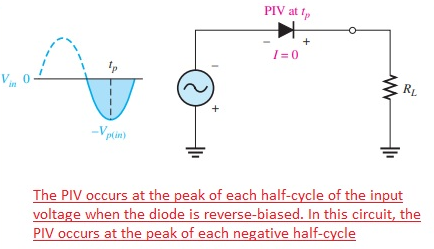 PIV at tp
tp
− +
I = 0
Vin 0
−
+
RL
−Vp(in)
The PIV occurs at the peak of each half-cycle of the input
voltage when the diode is reverse-biased. In this circuit, the
PIV occurs at the peak of each negative half-cycle